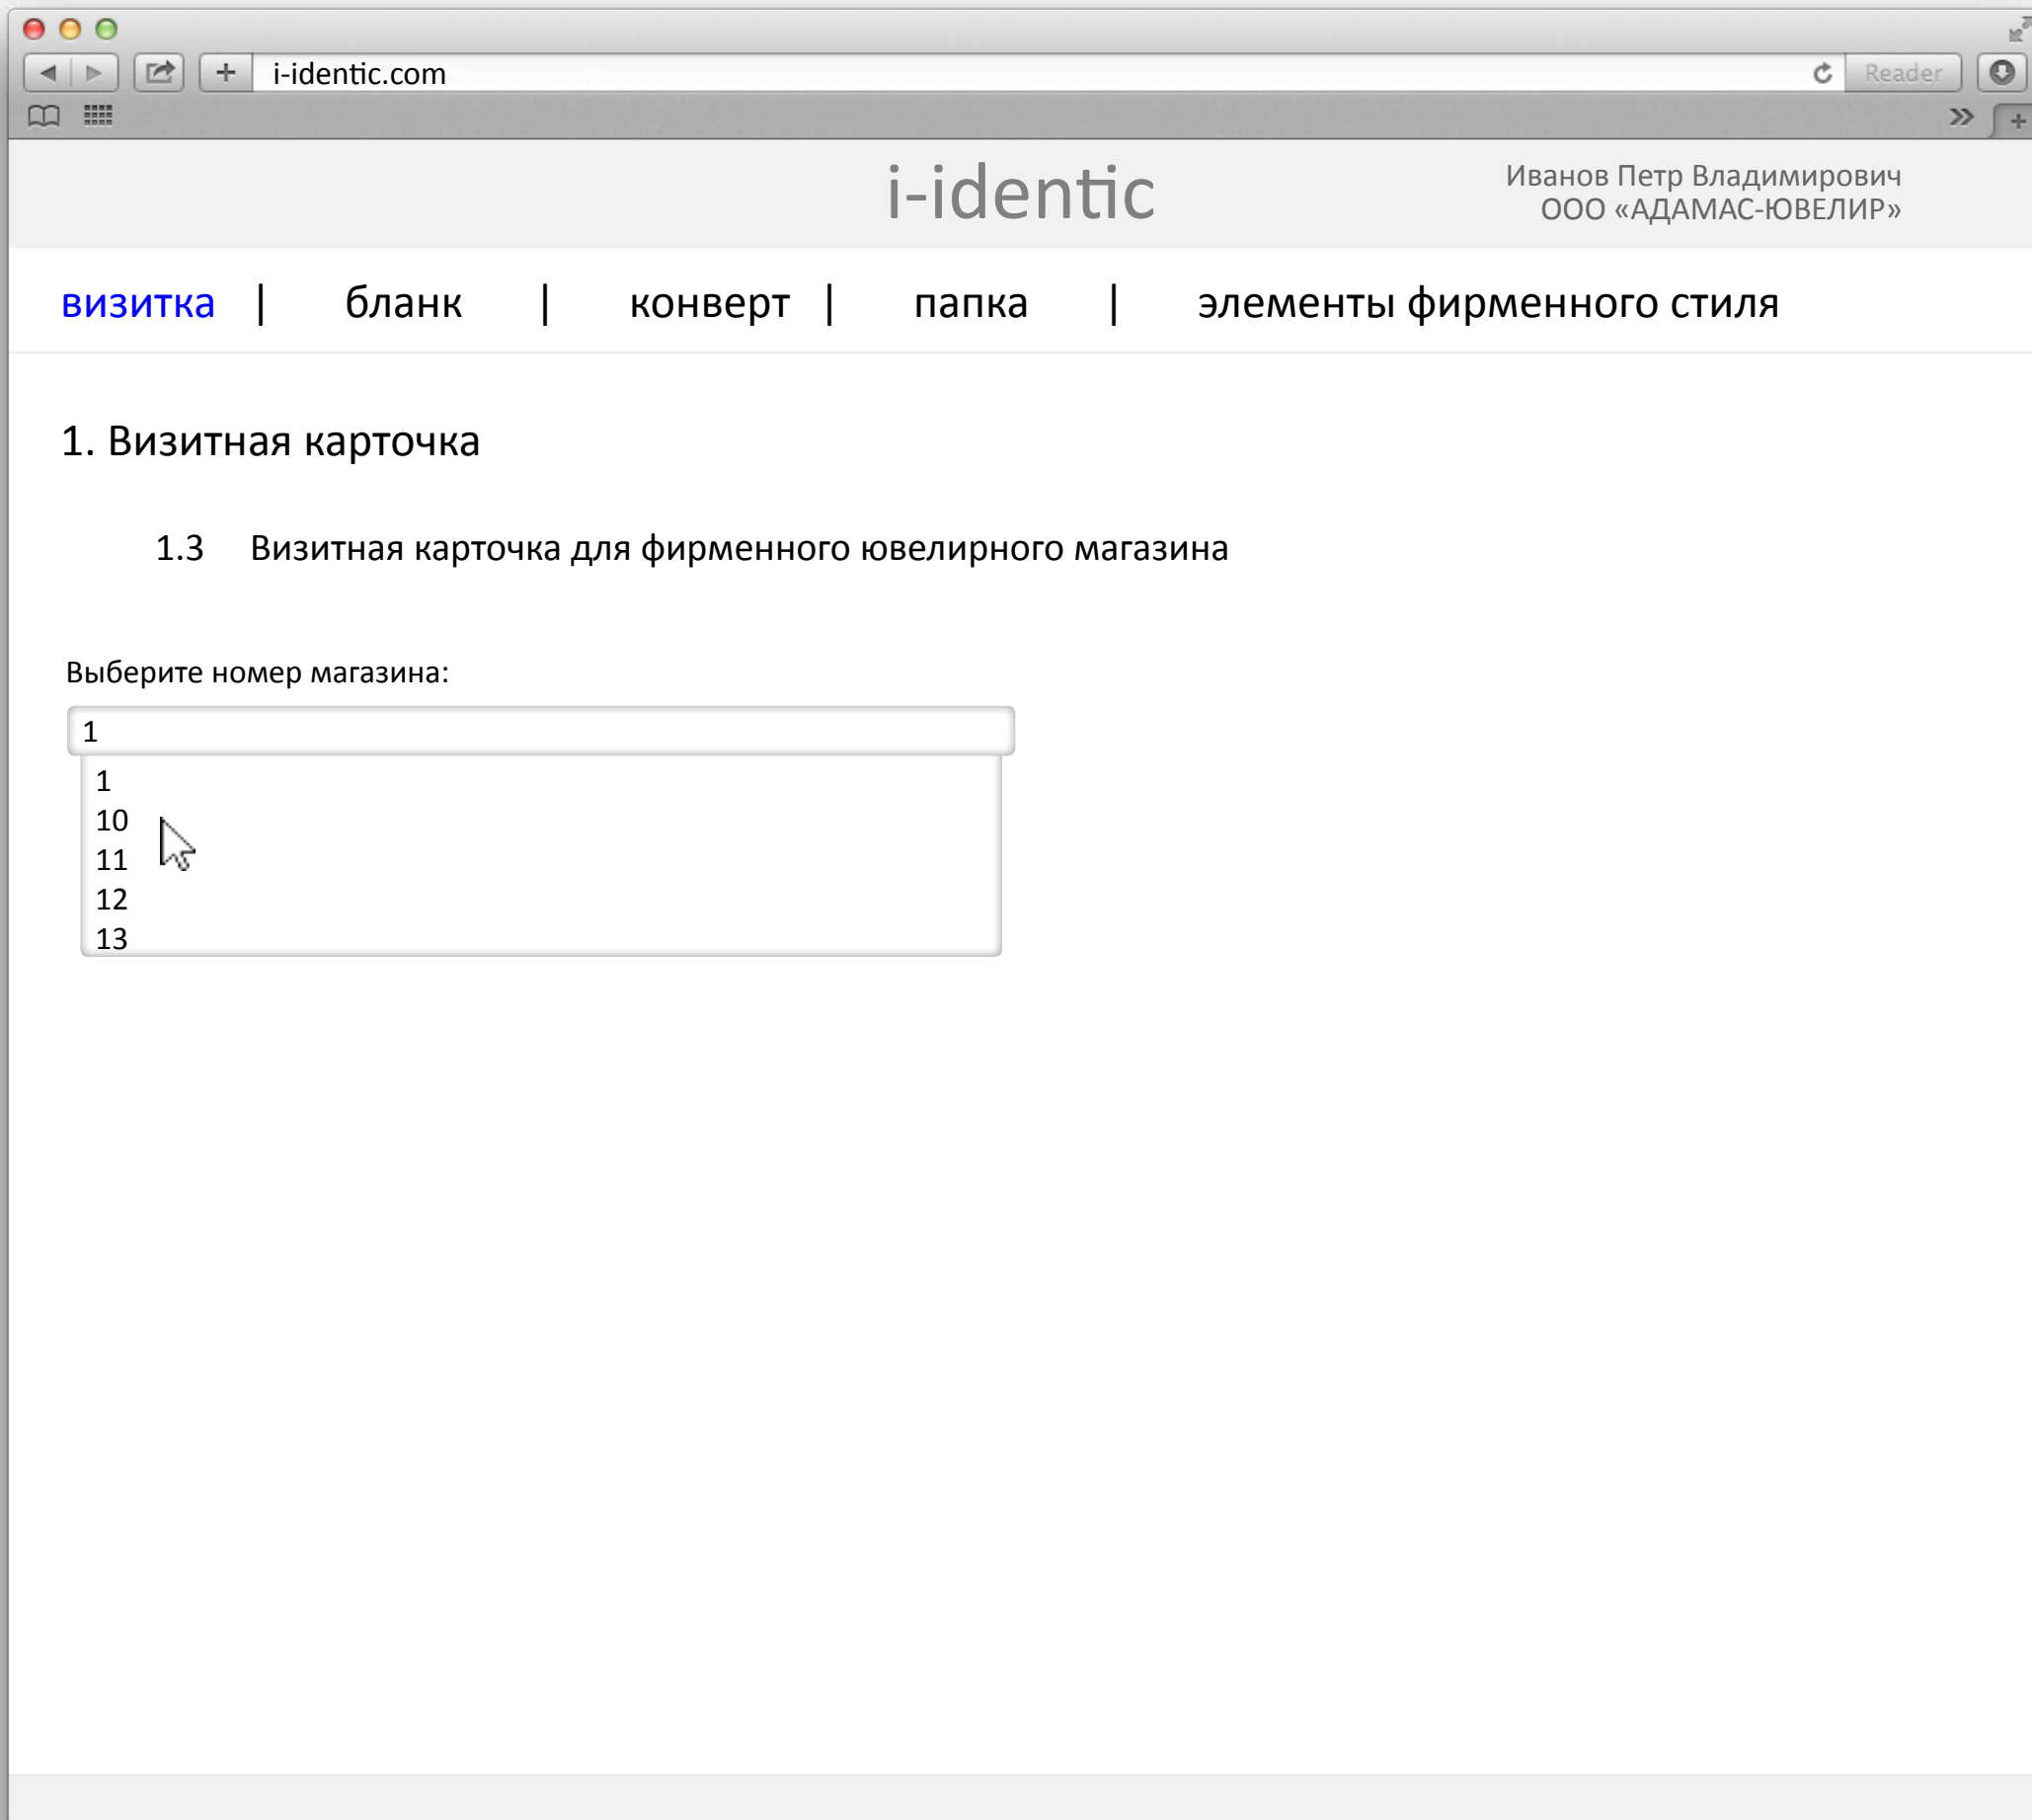 i-identic.com
Reader
i-identic
Иванов Петр Владимирович
ООО «АДАМАС-ЮВЕЛИР»
визитка | бланк | конверт | папка | элементы фирменного стиля
1. Визитная карточка
1.3 Визитная карточка для фирменного ювелирного магазина
Выберите номер магазина:
1
1
10
11
12
13